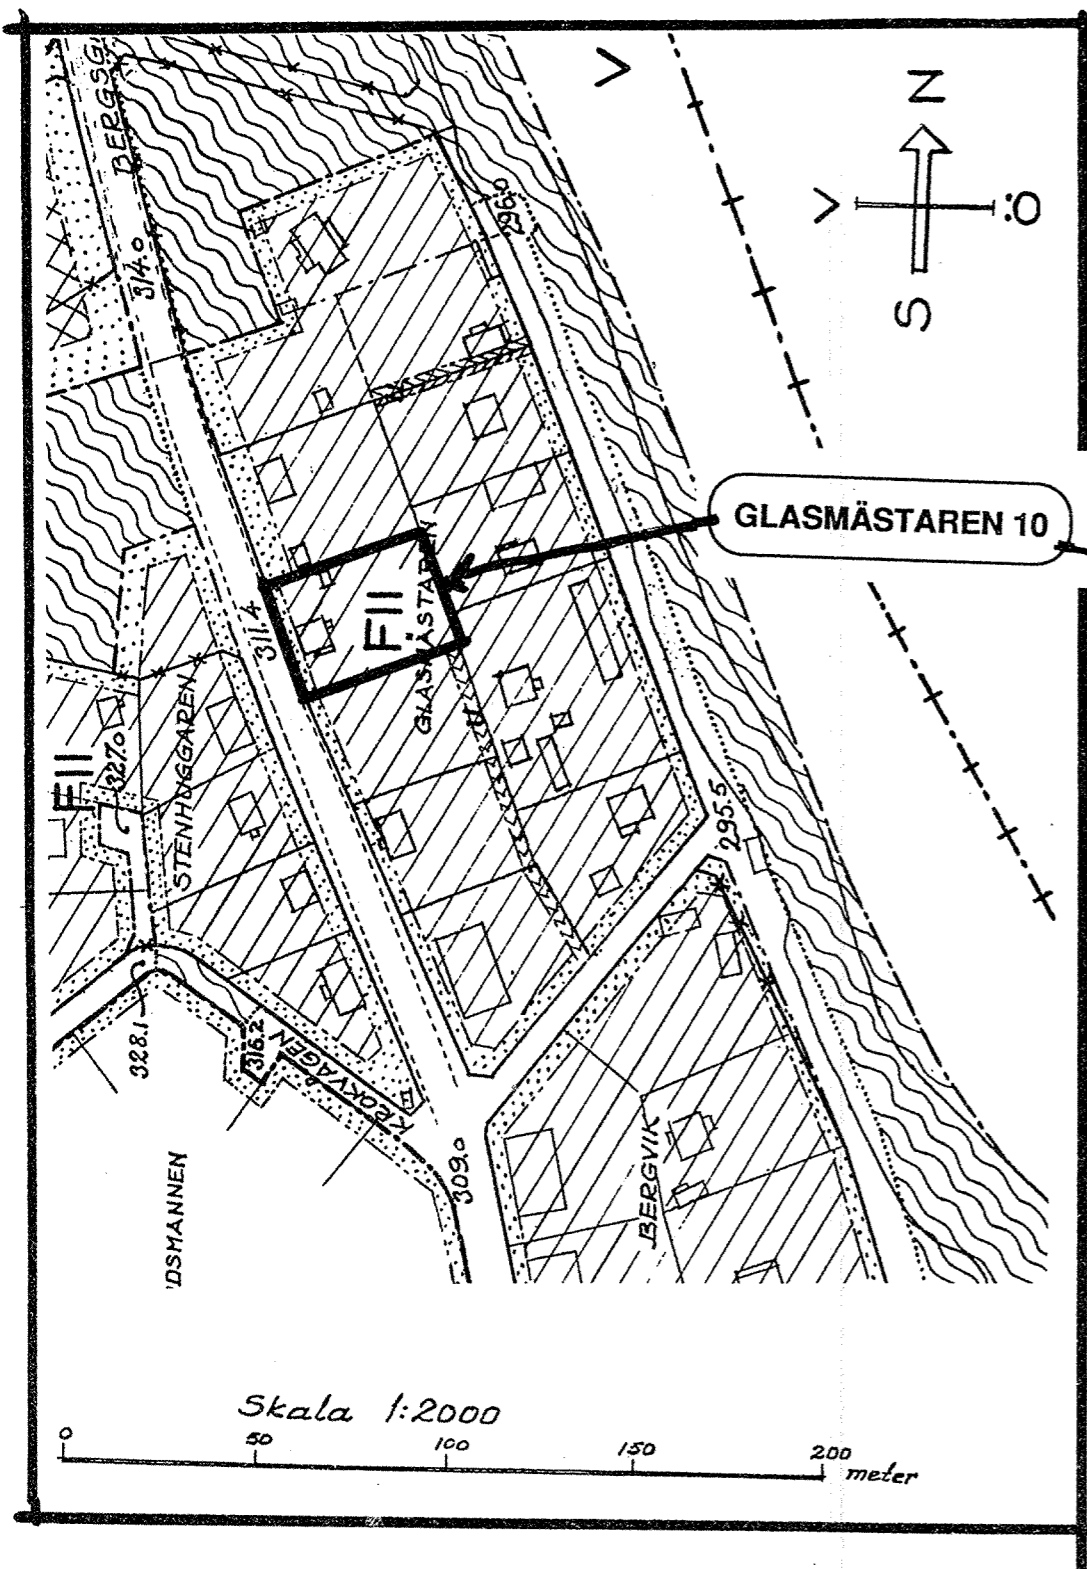 BERGSG
V
N
V
Ö
S
314.0
296.0
GLASMÄSTAREN 10
311.4
FII
GLASMÄSTAREN
FII
327.0
STENHUGGAREN
295.5
328.1
316.2
KROKVÄGEN
309.0
BERGVIK
DSMANNEN
Skala 1:2000
0 50 100 150 200
meter